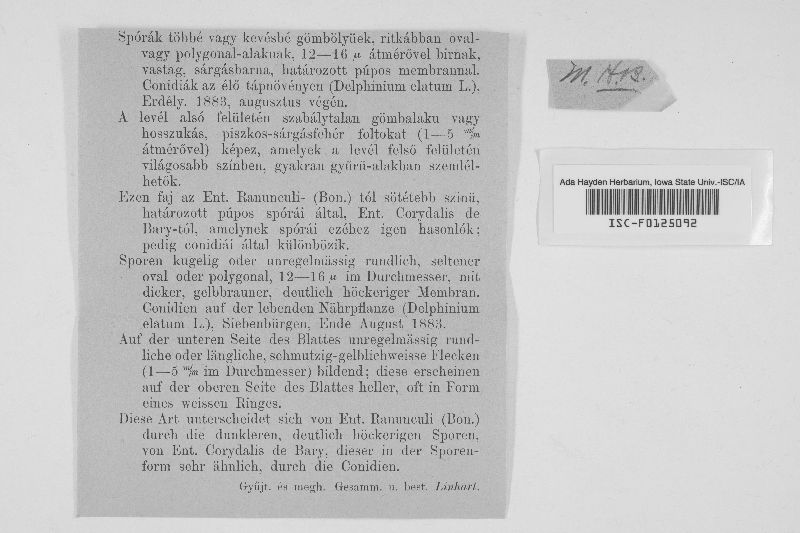 Spórák többé vagy kevésbé gömbölyüek, ritkábban oval-
vagy polygonal-alakuak, 12—16 µ átmérővel birnak,
vastag, sárgásbarna, határozott púpos membrannal.
Conidiák az élő tápnövényen (Delphinium elatum L.),
Erdély. 1883, augusztus végén.
A levél alsó felületén szabálytalan gömbalaku vagy
hosszukás, piszkos-sárgásfehér foltokat (1—5 m/m
átmérővel) képez, amelyek a levél felső felületén
világosabb színben, gyakran gyürü-alakban szemlél-
hetők.
Ezen faj az Ent. Ranunculi- (Bon.) tól sötétebb szinü,
határozott púpos spórái által, Ent. Corydalis de
Bary-tól, amelynek spórái ezéhez igen hasonlók;
pedig conidiái által különbözik.
Sporen kugelig oder unregelmässig rundlich, seltener
oval oder polygonal, 12—16 µ im Durchmesser, mit
dicker, gelbbrauner, deutlich höckeriger Membran.
Conidien auf der lebenden Nährpflanze (Delphinium
elatum L.), Siebenbürgen, Ende August 1883.
Auf der unteren Seite des Blattes unregelmässig rund-
liche oder längliche, schmutzig-gelblichweisse Flecken
(1—5 m/m im Durchmesser) bildend; diese erscheinen
auf der oberen Seite des Blattes heller, oft in Form
eines weissen Ringes.
Diese Art unterscheidet sich von Ent. Ranunculi (Bon.)
durch die dunkleren, deutlich höckerigen Sporen,
von Ent. Corydalis de Bary, dieser in der Sporen-
form sehr ähnlich, durch die Conidien.
Gyűjt. és megh. Gesamm. u. best. Linhart.
Ada Hayden Herbarium, Iowa State Univ.-ISC/IA
ISC-F0125092